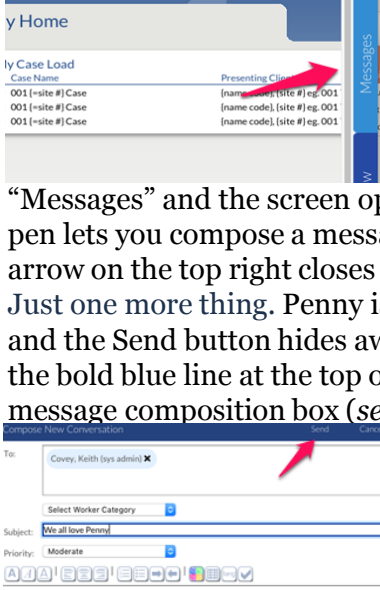 y Home
ly Case Load
Case Name Presenting Clie
001 (=site #) Case (name code), (site #) eg. 001
001 (=site #) Case (name code), (site #) eg. 001
001 (=site #) Case (name code), (site #) eg. 001
Messages
w
“Messages” and the screen op
pen lets you compose a messa
arrow on the top right closes
Just one more thing. Penny is
and the Send button hides aw
the bold blue line at the top o
message composition box (se
Compose New Conversation Send Canc
To: Covey, Keith (sys admin) ✖
Select Worker Category
Subject: We all love Penny
Priority: Moderate